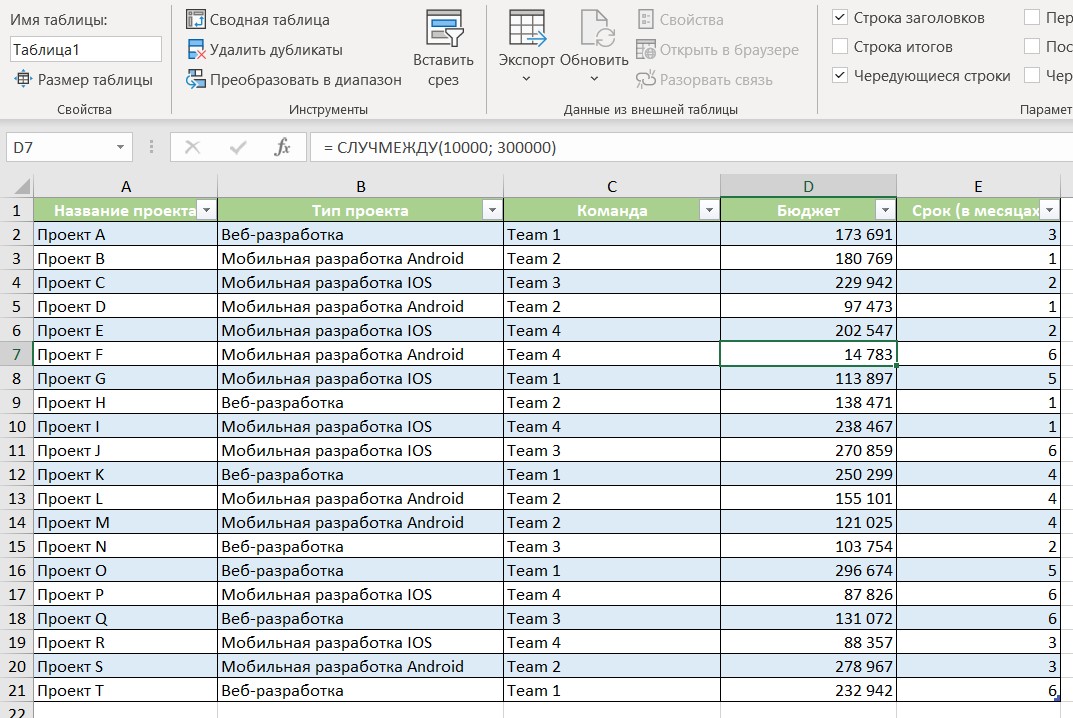 Имя таблицы:
Таблица1
Размер таблицы
Свойства
Сводная таблица
Удалить дубликаты
Преобразовать в диапазон
Вставить
срез
Инструменты
Экспорт Обновить
Свойства
Открыть в браузере
Разорвать связь
Данные из внешней таблицы
Строка заголовков
Строка итогов
Чередующиеся строки
Пер
Пос
Чер
Парамет
D7
fx
= СЛУЧМЕЖДУ(10000; 300000)
A B C D E
1 Название проекта Тип проекта Команда Бюджет Срок (в месяцах
2 Проект A Веб-разработка Team 1 173 691 3
3 Проект B Мобильная разработка Android Team 2 180 769 1
4 Проект C Мобильная разработка IOS Team 3 229 942 2
5 Проект D Мобильная разработка Android Team 2 97 473 1
6 Проект E Мобильная разработка IOS Team 4 202 547 2
7 Проект F Мобильная разработка Android Team 4 14 783 6
8 Проект G Мобильная разработка IOS Team 1 113 897 5
9 Проект H Веб-разработка Team 2 138 471 1
10 Проект I Мобильная разработка IOS Team 4 238 467 1
11 Проект J Мобильная разработка IOS Team 3 270 859 6
12 Проект K Веб-разработка Team 1 250 299 4
13 Проект L Мобильная разработка Android Team 2 155 101 4
14 Проект M Мобильная разработка Android Team 2 121 025 4
15 Проект N Веб-разработка Team 3 103 754 2
16 Проект O Веб-разработка Team 1 296 674 5
17 Проект P Мобильная разработка IOS Team 4 87 826 6
18 Проект Q Веб-разработка Team 3 131 072 6
19 Проект R Мобильная разработка IOS Team 4 88 357 3
20 Проект S Мобильная разработка Android Team 2 278 967 3
21 Проект T Веб-разработка Team 1 232 942 6
22